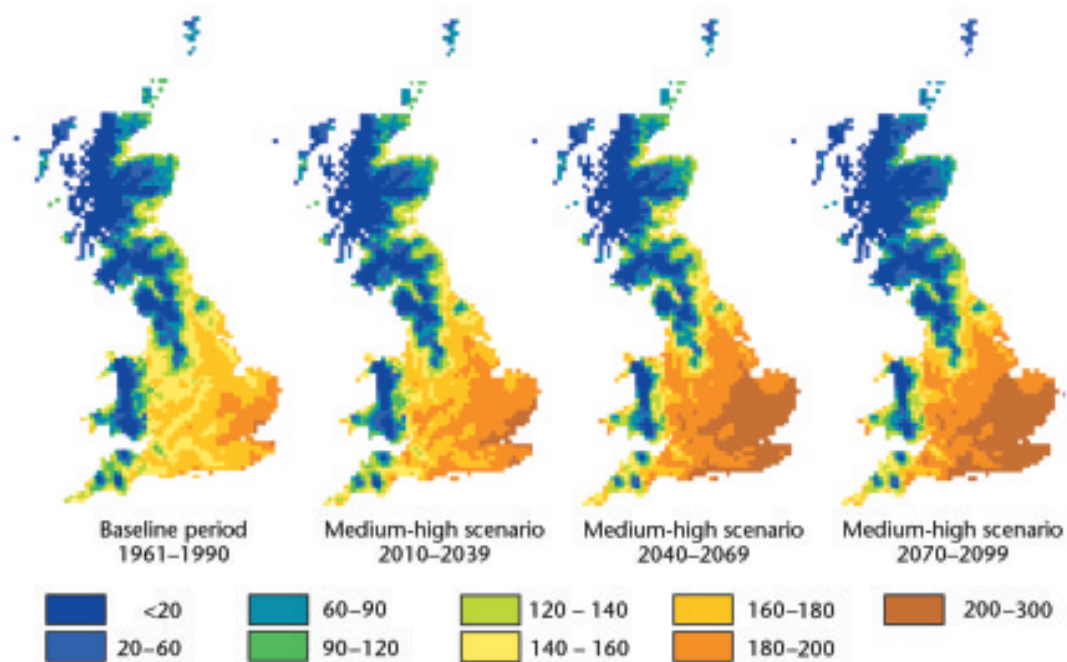 Baseline period Medium-high scenario Medium-high scenario Medium-high scenario
1961–1990 2010–2039 2040–2069 2070–2099
<20 60–90 120 – 140 160–180 200–300
20–60 90–120 140 – 160 180–200